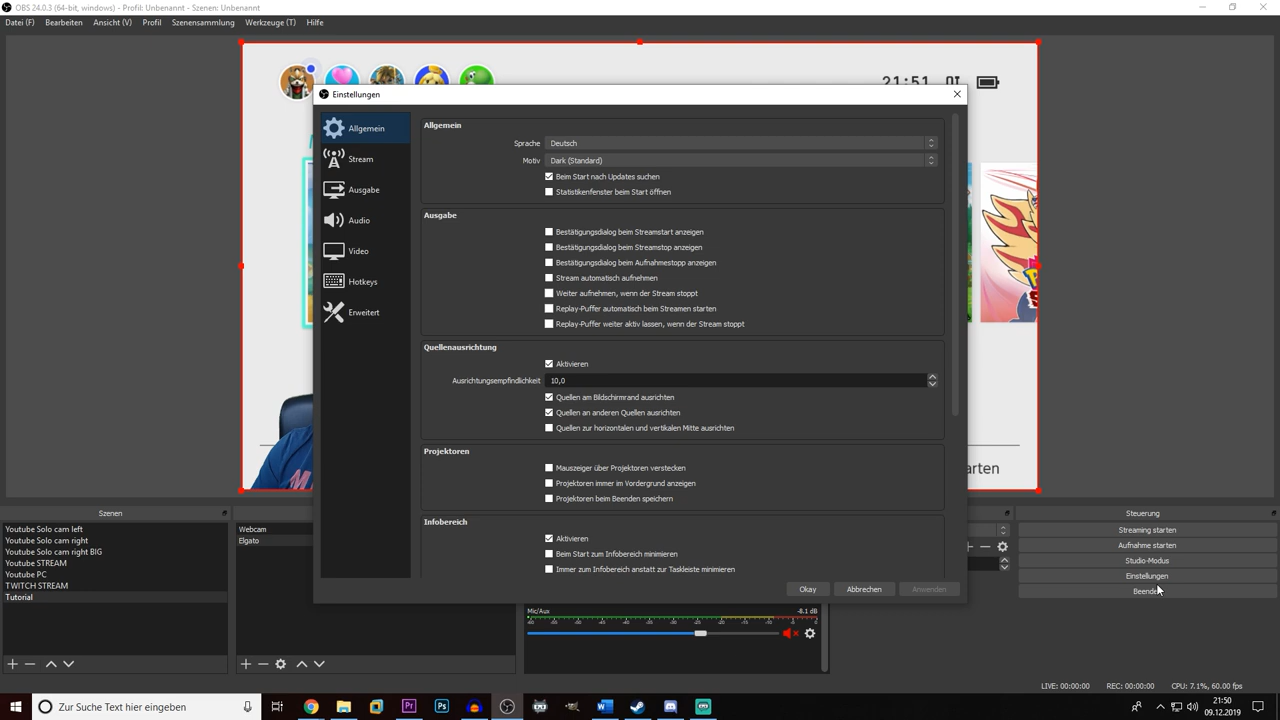 OBS 24.0.3 (64-bit, windows) - Profil: Unbenannt - Szenen: Unbenannt
Datei (F) Bearbeiten Ansicht (V) Profil Szenensammlung Werkzeuge (T) Hilfe
21:51
Einstellungen
Allgemein
Stream
Ausgabe
Audio
Video
Hotkeys
Erweitert
Allgemein
Sprache Deutsch
Motiv Dark (Standard)
Beim Start nach Updates suchen
Statistikenfenster beim Start öffnen
Ausgabe
Bestätigungsdialog beim Streamstart anzeigen
Bestätigungsdialog beim Streamstop anzeigen
Bestätigungsdialog beim Aufnahmestopp anzeigen
Stream automatisch aufnehmen
Weiter aufnehmen, wenn der Stream stoppt
Replay-Puffer automatisch beim Streamen starten
Replay-Puffer weiter aktiv lassen, wenn der Stream stoppt
Quellenausrichtung
Aktivieren
Ausrichtungsempfindlichkeit 10,0
Quellen am Bildschirmrand ausrichten
Quellen an anderen Quellen ausrichten
Quellen zur horizontalen und vertikalen Mitte ausrichten
Projektoren
Mauszeiger über Projektoren verstecken
Projektoren immer im Vordergrund anzeigen
Projektoren beim Beenden speichern
Infobereich
Aktivieren
Beim Start zum Infobereich minimieren
Immer zum Infobereich anstatt zur Taskleiste minimieren
Okay Abbrechen Anwenden
arten
Szenen
Youtube Solo cam left
Youtube Solo cam right
Youtube Solo cam right BIG
Youtube STREAM
Youtube PC
TWITCH STREAM
Tutorial
Webcam
Elgato
Mic/Aux -8.1 dB
Steuerung
Streaming starten
Aufnahme starten
Studio-Modus
Einstellungen
Beenden
LIVE: 00:00:00 REC: 00:00:00 CPU: 7.1%, 60.00 fps
Zur Suche Text hier eingeben
21:50
09.12.2019